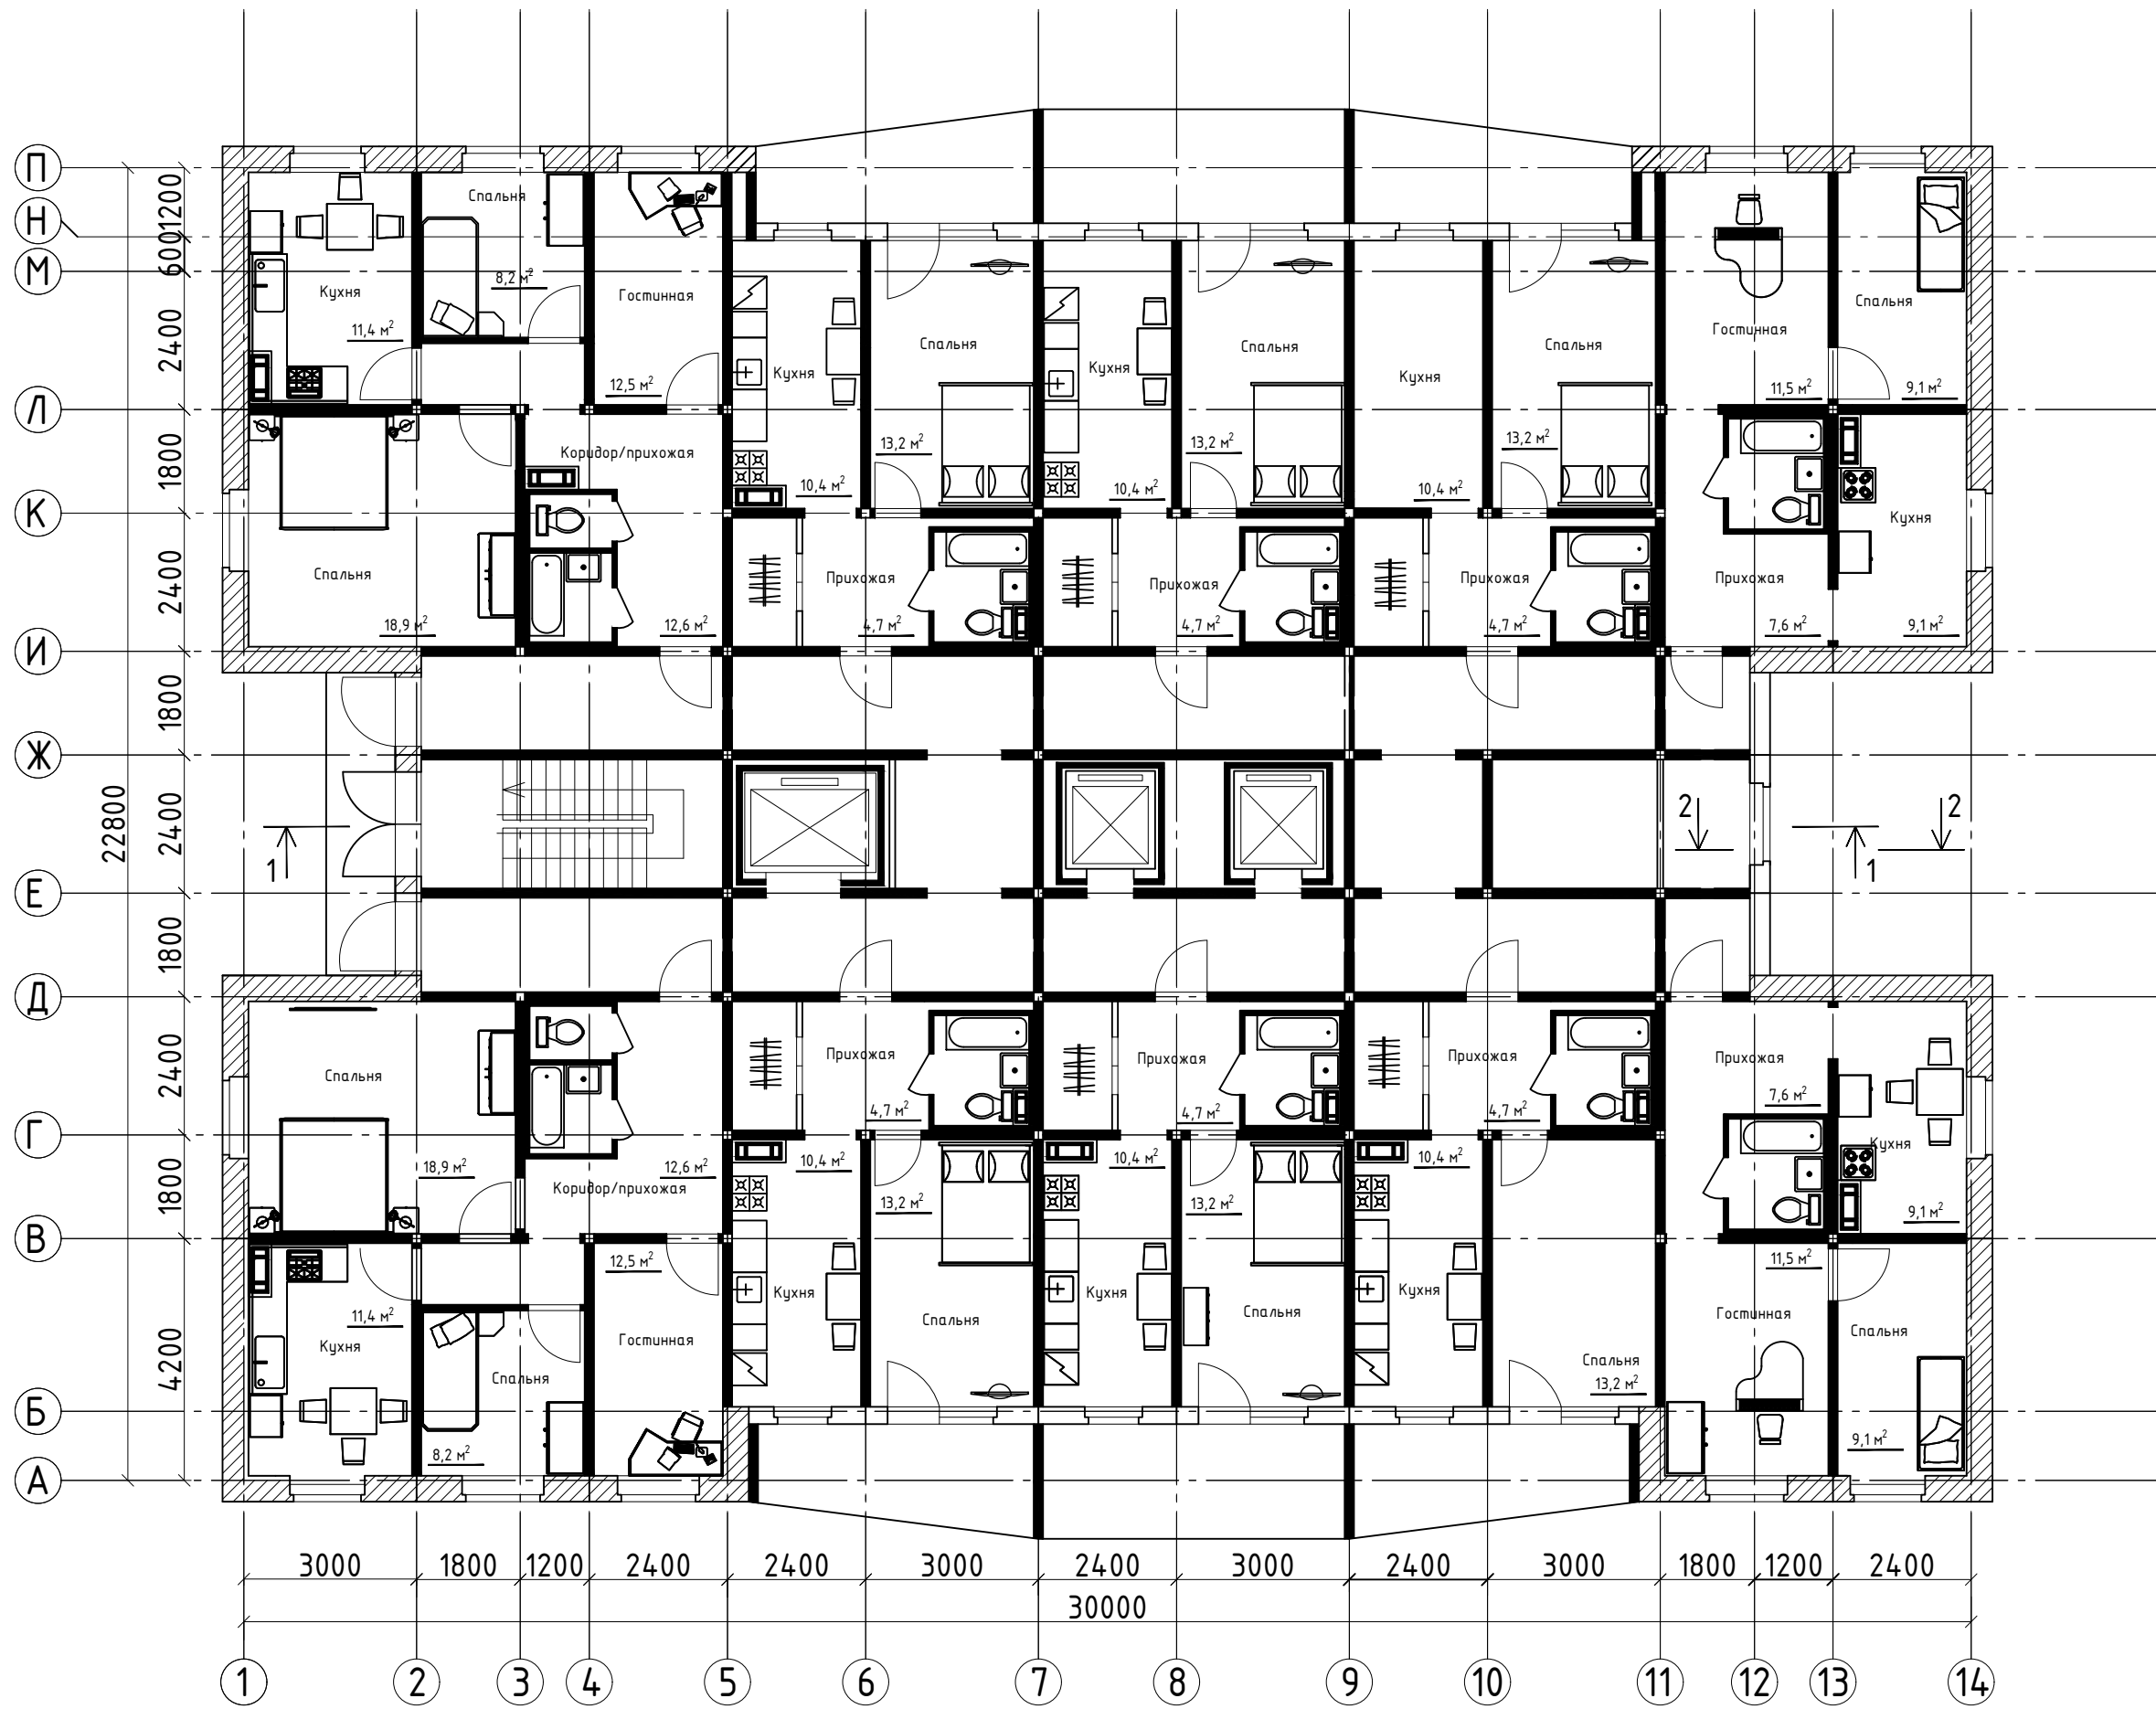 П
Н
М
Л
К
И
Ж
Е
Д
Г
В
Б
А
1200
600
2400
1800
2400
1800
2400
1800
2400
1800
4200
22800
Кухня
11,4 м²
Спальня
8,2 м²
Гостинная
12,5 м²
Кухня
10,4 м²
Спальня
13,2 м²
Кухня
10,4 м²
Спальня
13,2 м²
Кухня
10,4 м²
Спальня
13,2 м²
Гостинная
11,5 м²
Спальня
9,1 м²
Коридор/прихожая
12,6 м²
Спальня
18,9 м²
Прихожая
4,7 м²
Прихожая
4,7 м²
Прихожая
4,7 м²
Прихожая
7,6 м²
Кухня
9,1 м²
1
2
2
1
Спальня
18,9 м²
12,6 м²
Коридор/прихожая
Прихожая
4,7 м²
Прихожая
4,7 м²
Прихожая
4,7 м²
Прихожая
7,6 м²
Кухня
9,1 м²
11,4 м²
Кухня
Спальня
8,2 м²
12,5 м²
Гостинная
10,4 м²
Кухня
13,2 м²
Спальня
10,4 м²
Кухня
13,2 м²
Спальня
10,4 м²
Кухня
Спальня
13,2 м²
11,5 м²
Гостинная
Спальня
9,1 м²
3000 1800 1200 2400 2400 3000 2400 3000 2400 3000 1800 1200 2400
30000
1 2 3 4 5 6 7 8 9 10 11 12 13 14